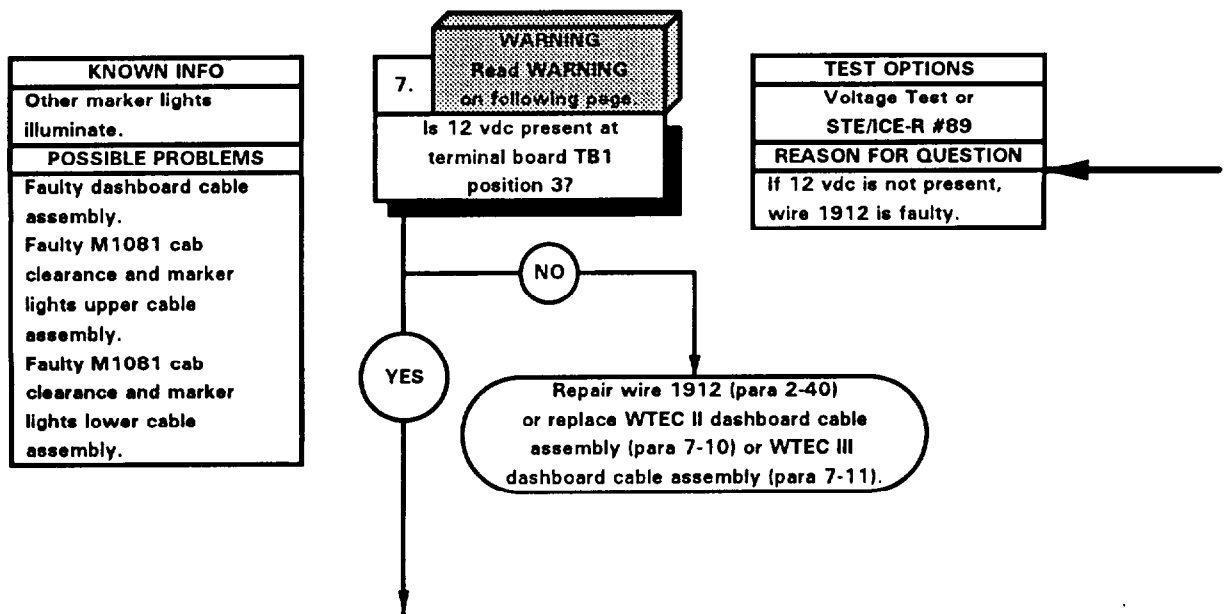 KNOWN INFO
Other marker lights
illuminate.
POSSIBLE PROBLEMS
Faulty dashboard cable
assembly.
Faulty M1081 cab
clearance and marker
lights upper cable
assembly.
Faulty M1081 cab
clearance and marker
lights lower cable
assembly.
WARNING
Read WARNING
on following page.
7.
Is 12 vdc present at
terminal board TB1
position 3?
TEST OPTIONS
Voltage Test or
STE/ICE-R #89
REASON FOR QUESTION
If 12 vdc is not present,
wire 1912 is faulty.
NO
YES
Repair wire 1912 (para 2-40)
or replace WTEC II dashboard cable
assembly (para 7-10) or WTEC III
dashboard cable assembly (para 7-11).